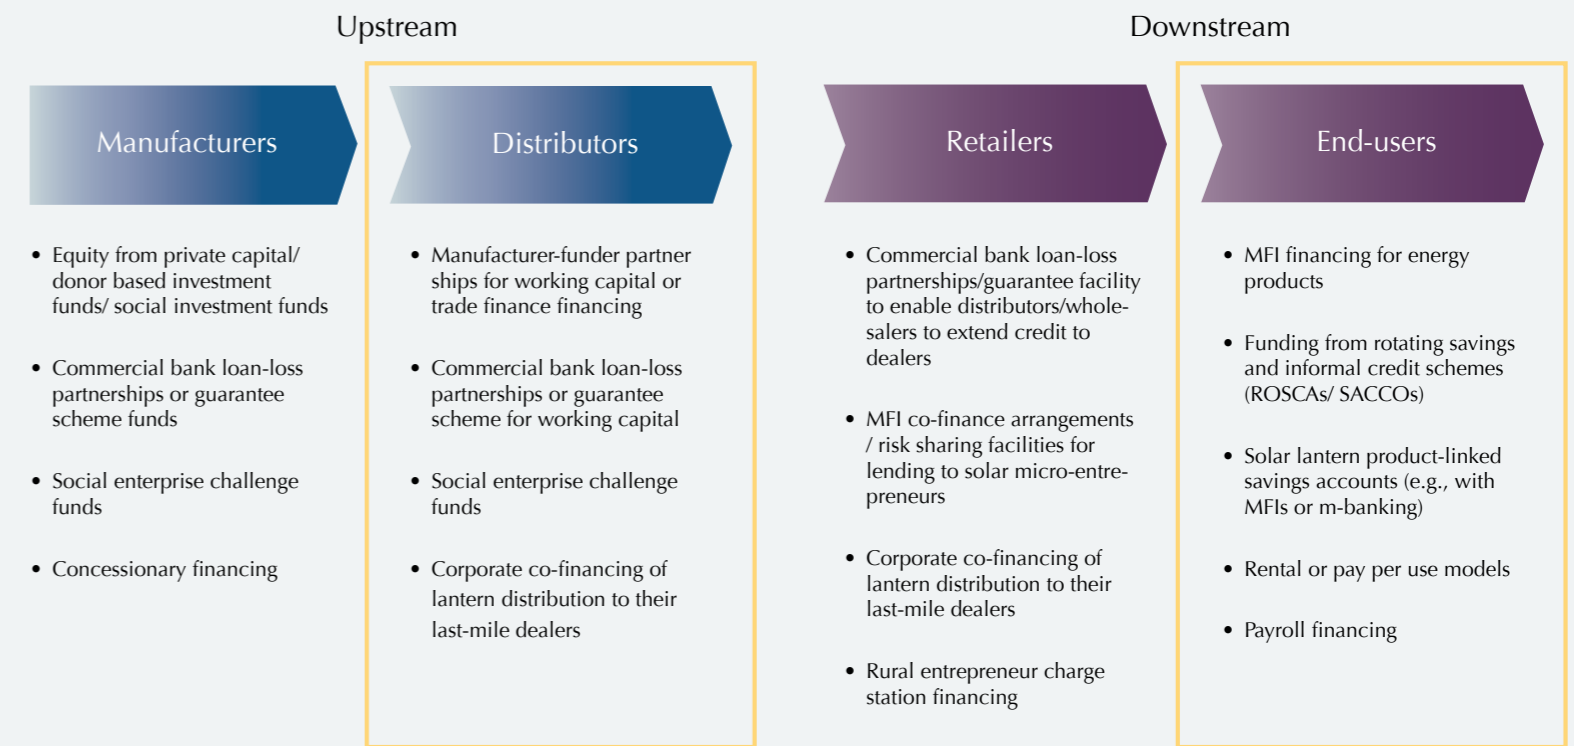 Upstream
Downstream
Manufacturers
• Equity from private capital/
donor based investment
funds/ social investment funds
• Commercial bank loan-loss
partnerships or guarantee
scheme funds
• Social enterprise challenge
funds
• Concessionary financing
Distributors
• Manufacturer-funder partner
ships for working capital or
trade finance financing
• Commercial bank loan-loss
partnerships or guarantee
scheme for working capital
• Social enterprise challenge
funds
• Corporate co-financing of
lantern distribution to their
last-mile dealers
Retailers
• Commercial bank loan-loss
partnerships/guarantee facility
to enable distributors/whole-
salers to extend credit to
dealers
• MFI co-finance arrangements
/ risk sharing facilities for
lending to solar micro-entre-
preneurs
• Corporate co-financing of
lantern distribution to their
last-mile dealers
• Rural entrepreneur charge
station financing
End-users
• MFI financing for energy
products
• Funding from rotating savings
and informal credit schemes
(ROSCAs/ SACCOs)
• Solar lantern product-linked
savings accounts (e.g., with
MFIs or m-banking)
• Rental or pay per use models
• Payroll financing